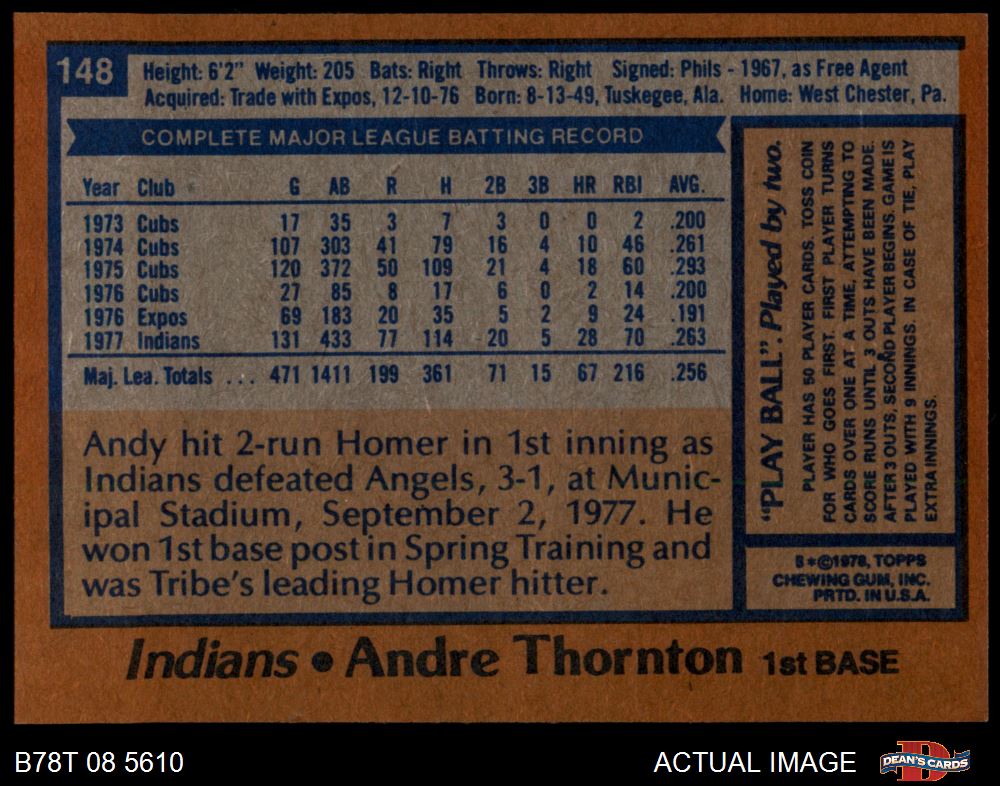 148
Height: 6'2" Weight: 205 Bats: Right Throws: Right Signed: Phils - 1967, as Free Agent
Acquired: Trade with Expos, 12-10-76 Born: 8-13-49, Tuskegee, Ala. Home: West Chester, Pa.
COMPLETE MAJOR LEAGUE BATTING RECORD
Year Club G AB R H 2B 3B HR RBI AVG.
1973 Cubs 17 35 3 7 3 0 0 2 .200
1974 Cubs 107 303 41 79 16 4 10 46 .261
1975 Cubs 120 372 50 109 21 4 18 60 .293
1976 Cubs 27 85 8 17 6 0 2 14 .200
1976 Expos 69 183 20 35 5 2 9 24 .191
1977 Indians 131 433 77 114 20 5 28 70 .263
Maj. Lea. Totals ... 471 1411 199 361 71 15 67 216 .256
Andy hit 2-run Homer in 1st inning as
Indians defeated Angels, 3-1, at Munic-
ipal Stadium, September 2, 1977. He
won 1st base post in Spring Training and
was Tribe's leading Homer hitter.
"PLAY BALL". Played by two.
PLAYER HAS 50 PLAYER CARDS. TOSS COIN
FOR WHO GOES FIRST. FIRST PLAYER TURNS
CARDS OVER ONE AT A TIME, ATTEMPTING TO
SCORE RUNS UNTIL 3 OUTS HAVE BEEN MADE.
AFTER 3 OUTS, SECOND PLAYER BEGINS. GAME IS
PLAYED WITH 9 INNINGS. IN CASE OF TIE, PLAY
EXTRA INNINGS.
B*©1978, TOPPS
CHEWING GUM, INC.
PRTD. IN U.S.A.
Indians • Andre Thornton 1st BASE
B78T 08 5610
ACTUAL IMAGE
D
DEAN'S CARDS